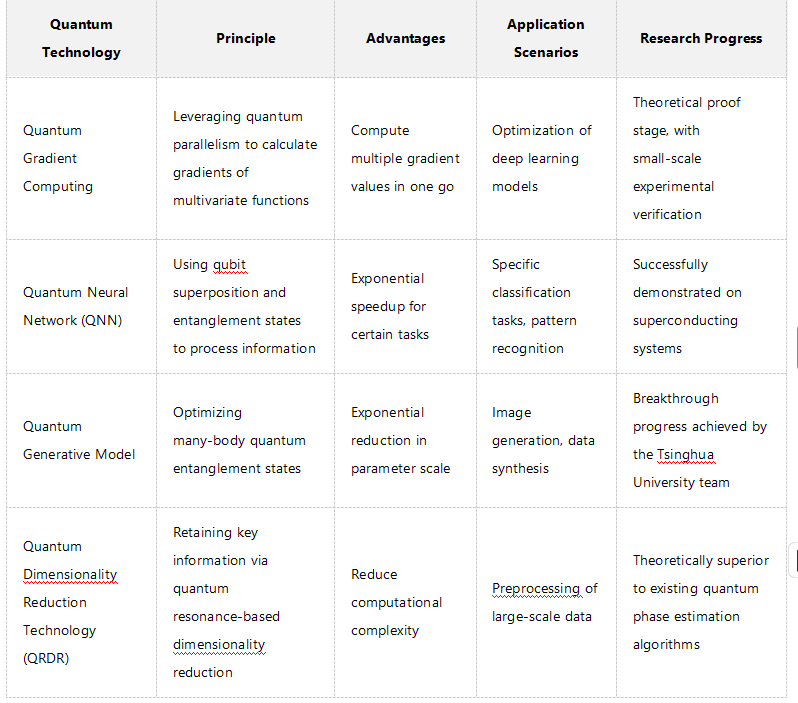 Quantum
Technology
Principle
Advantages
Application
Scenarios
Research Progress
Quantum
Gradient
Computing
Leveraging quantum
parallelism to calculate
gradients of
multivariate functions
Compute
multiple gradient
values in one go
Optimization of
deep learning
models
Theoretical proof
stage, with
small-scale
experimental
verification
Quantum Neural
Network (QNN)
Using qubit
superposition and
entanglement states
to process information
Exponential
speedup for
certain tasks
Specific
classification
tasks, pattern
recognition
Successfully
demonstrated on
superconducting
systems
Quantum
Generative Model
Optimizing
many-body quantum
entanglement states
Exponential
reduction in
parameter scale
Image
generation, data
synthesis
Breakthrough
progress achieved by
the Tsinghua
University team
Quantum
Dimensionality
Reduction
Technology
(QRDR)
Retaining key
information via
quantum
resonance-based
dimensionality
reduction
Reduce
computational
complexity
Preprocessing of
large-scale data
Theoretically superior
to existing quantum
phase estimation
algorithms